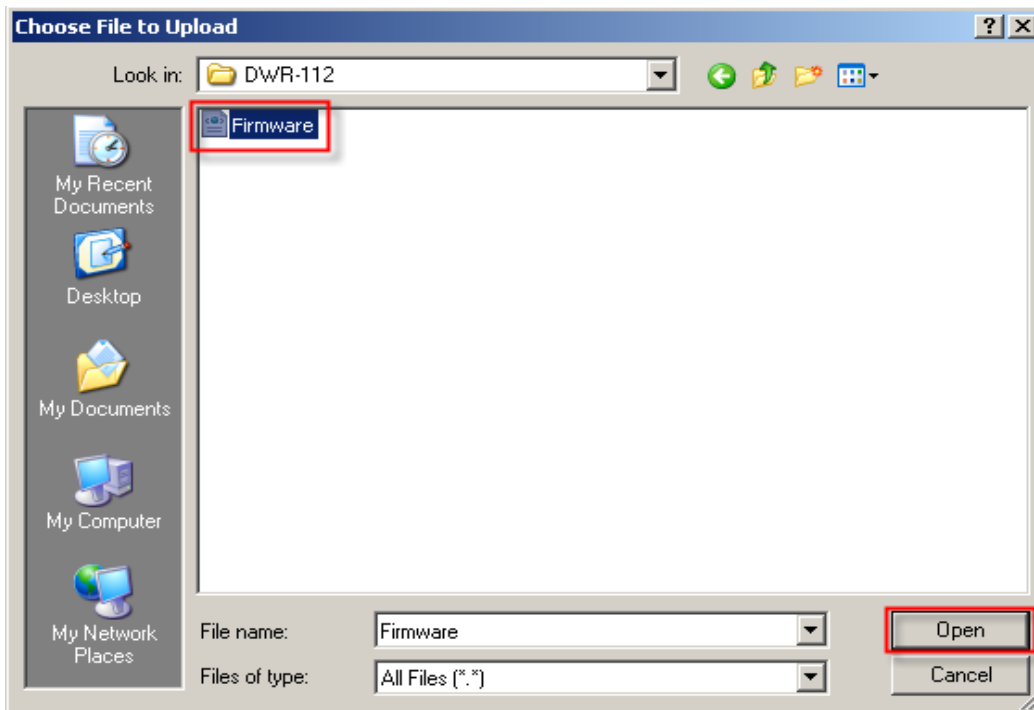 Choose File to Upload
Look in: DWR-112
Firmware
My Recent
Documents
Desktop
My Documents
My Computer
My Network
Places
File name: Firmware Open
Files of type: All Files (*.*) Cancel